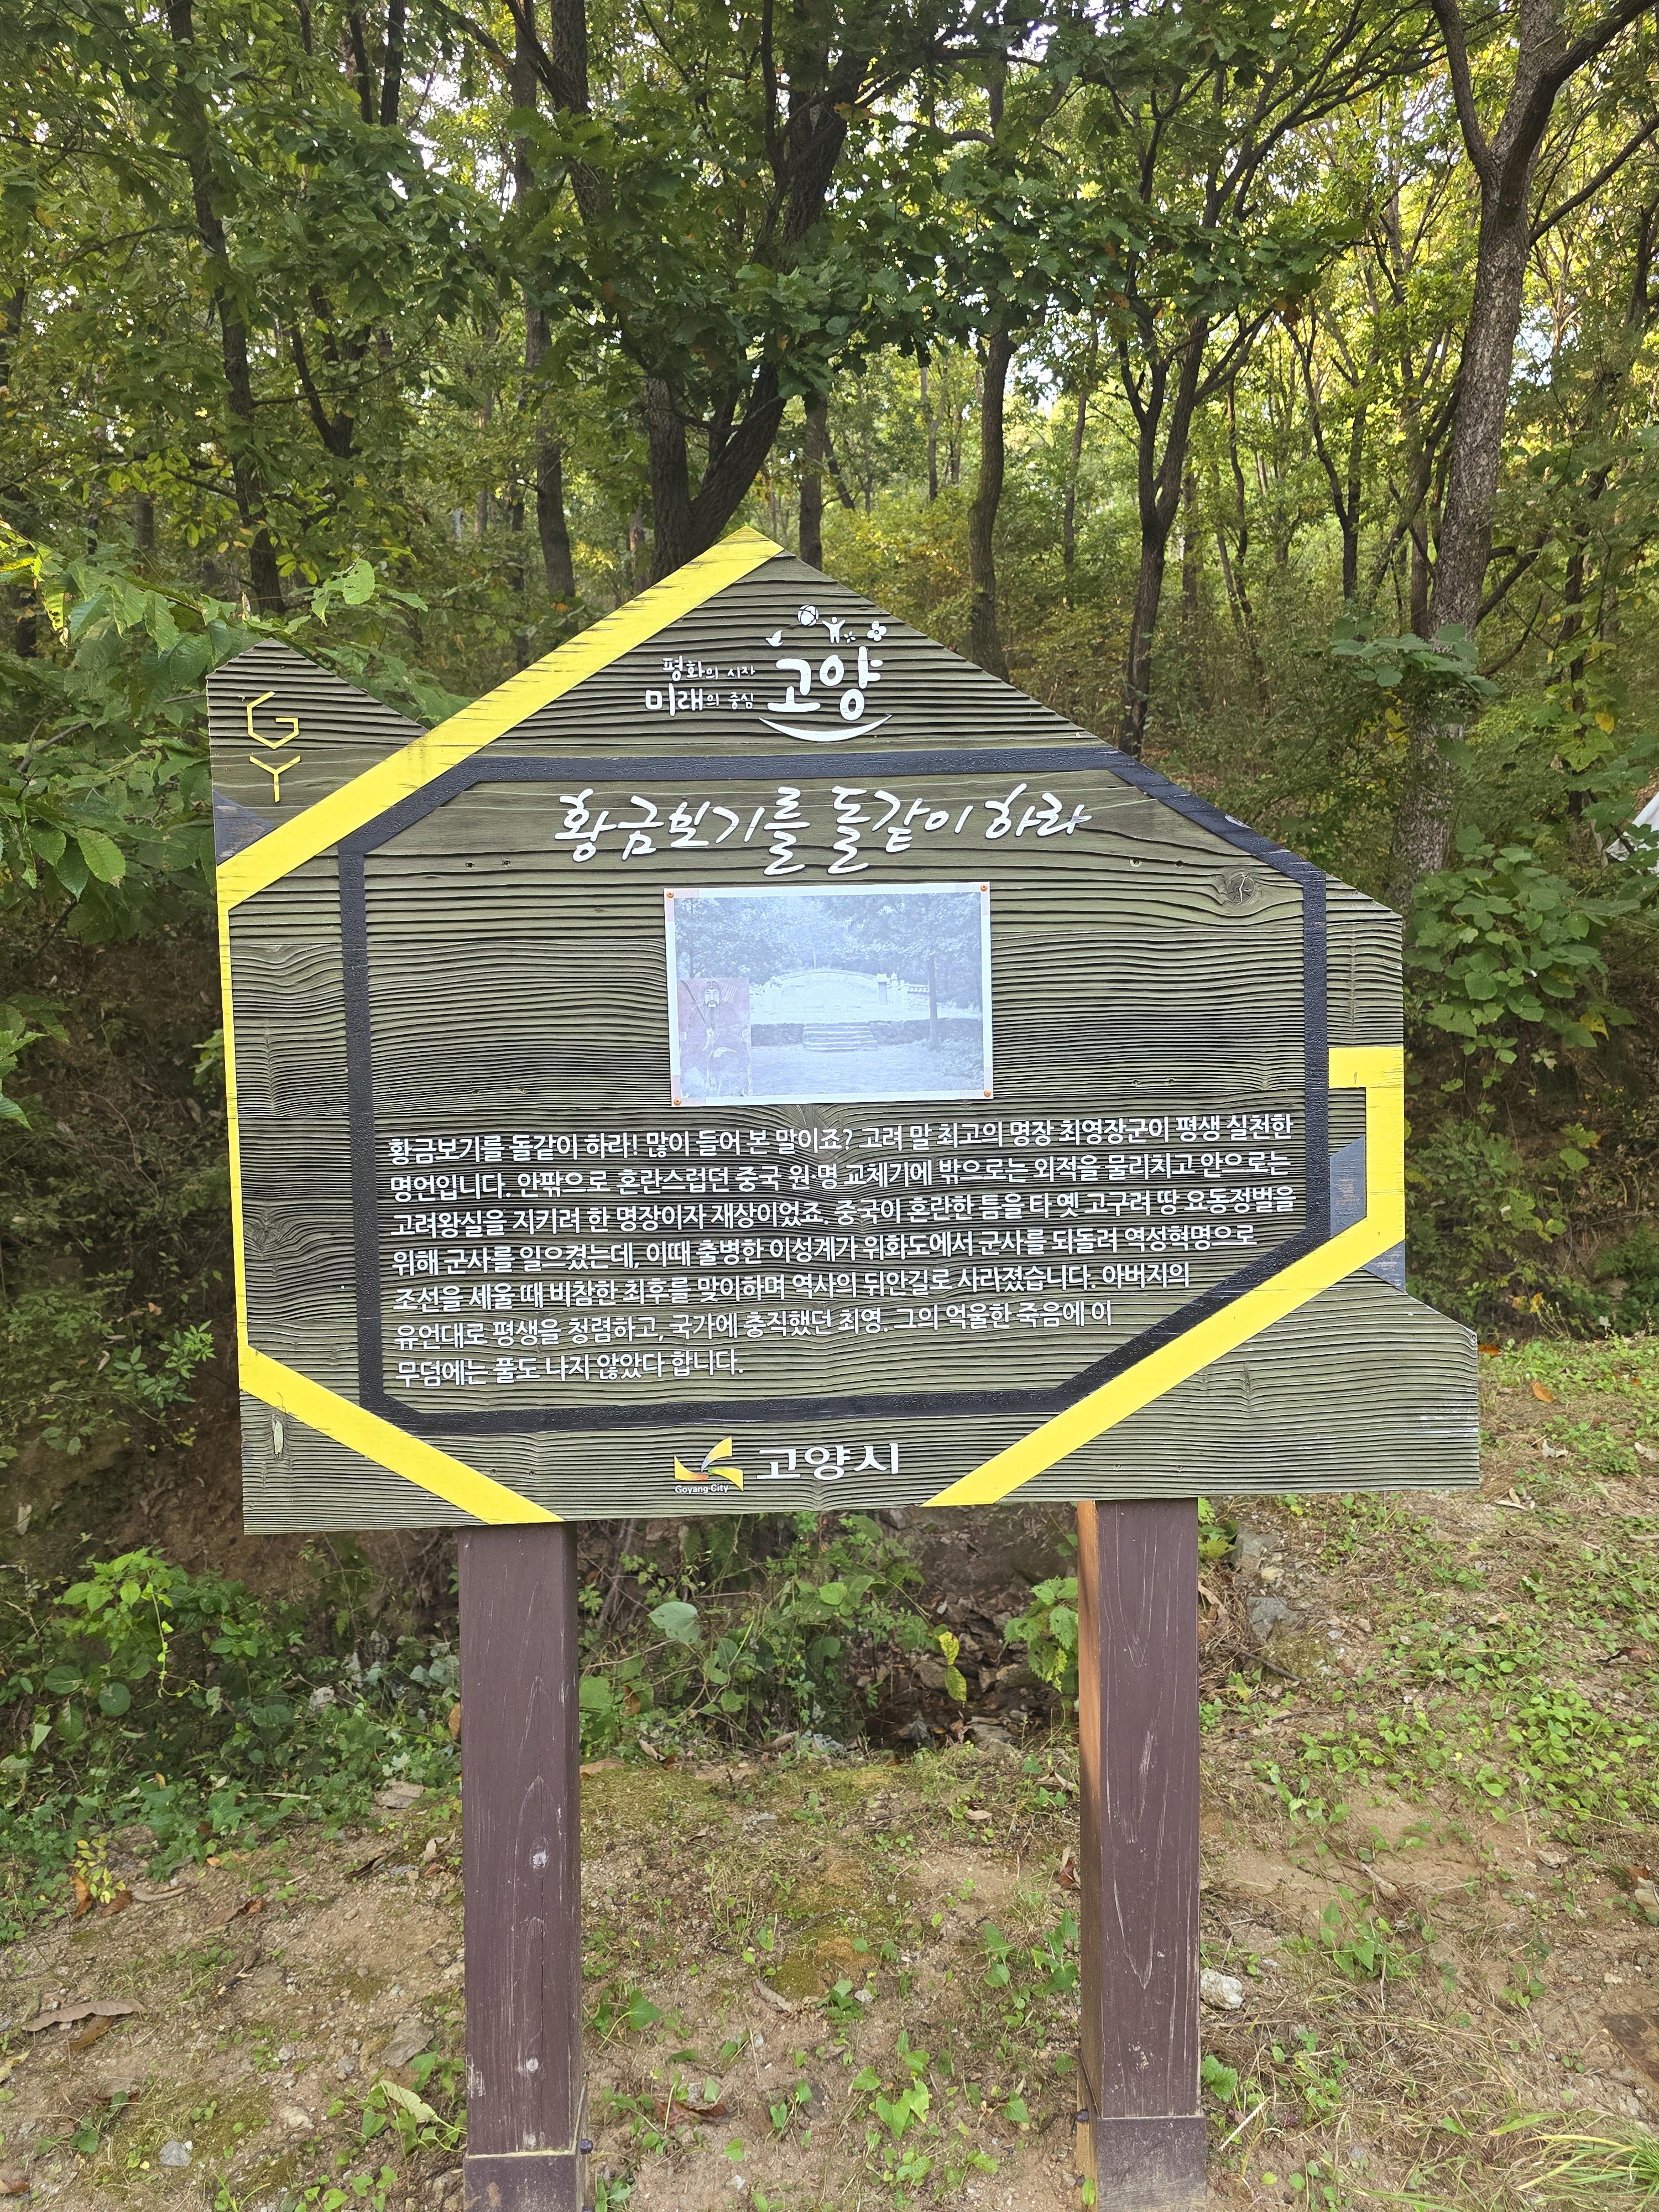 평화의 시작
미래의 중심 고양
GY
황금보기를 돌같이 하라
황금보기를 돌같이 하라! 많이 들어 본 말이죠? 고려 말 최고의 명장 최영장군이 평생 실천한
명언입니다. 안팎으로 혼란스럽던 중국 원·명 교체기에 밖으로는 외적을 물리치고 안으로는
고려왕실을 지키려 한 명장이자 재상이었죠. 중국이 혼란한 틈을 타 옛 고구려 땅 요동정벌을
위해 군사를 일으켰는데, 이때 출병한 이성계가 위화도에서 군사를 되돌려 역성혁명으로
조선을 세울 때 비참한 최후를 맞이하며 역사의 뒤안길로 사라졌습니다. 아버지의
유언대로 평생을 청렴하고, 국가에 충직했던 최영. 그의 억울한 죽음에 이
무덤에는 풀도 나지 않았다 합니다.
Goyang City 고양시